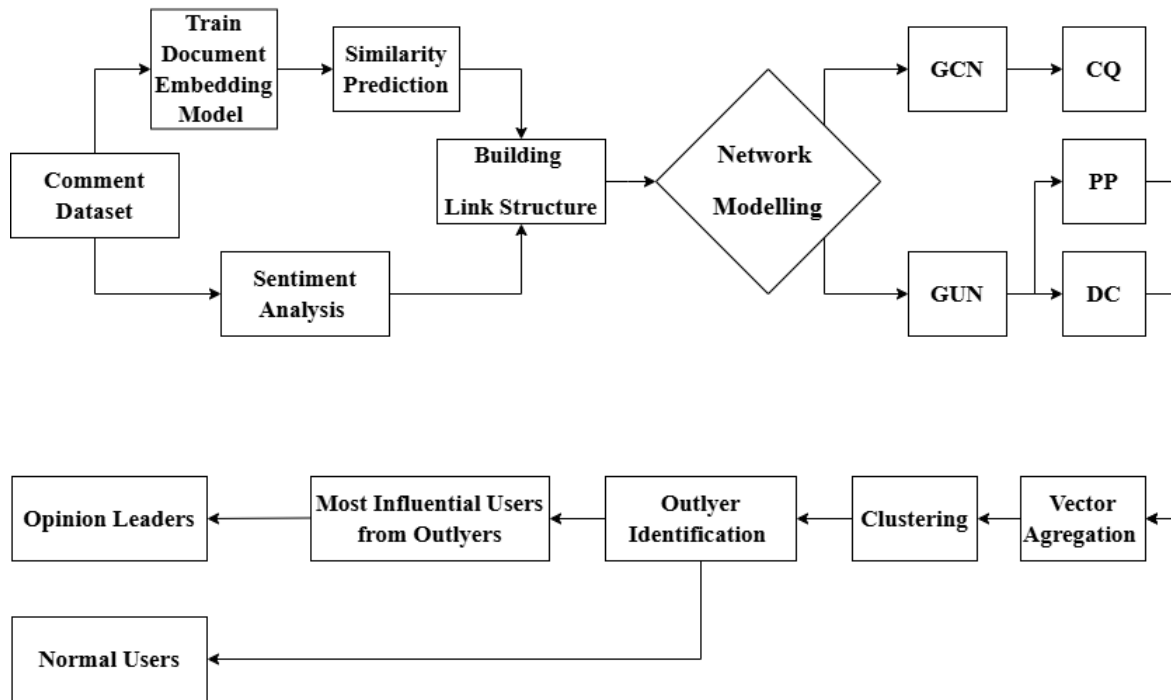 Train
Document
Embedding
Model
Similarity
Prediction
GCN
CQ
Comment
Dataset
Building
Link Structure
Network
Modelling
PP
Sentiment
Analysis
GUN
DC
Opinion Leaders
Most Influential Users
from Outlyers
Outlyer
Identification
Clustering
Vector
Agregation
Normal Users